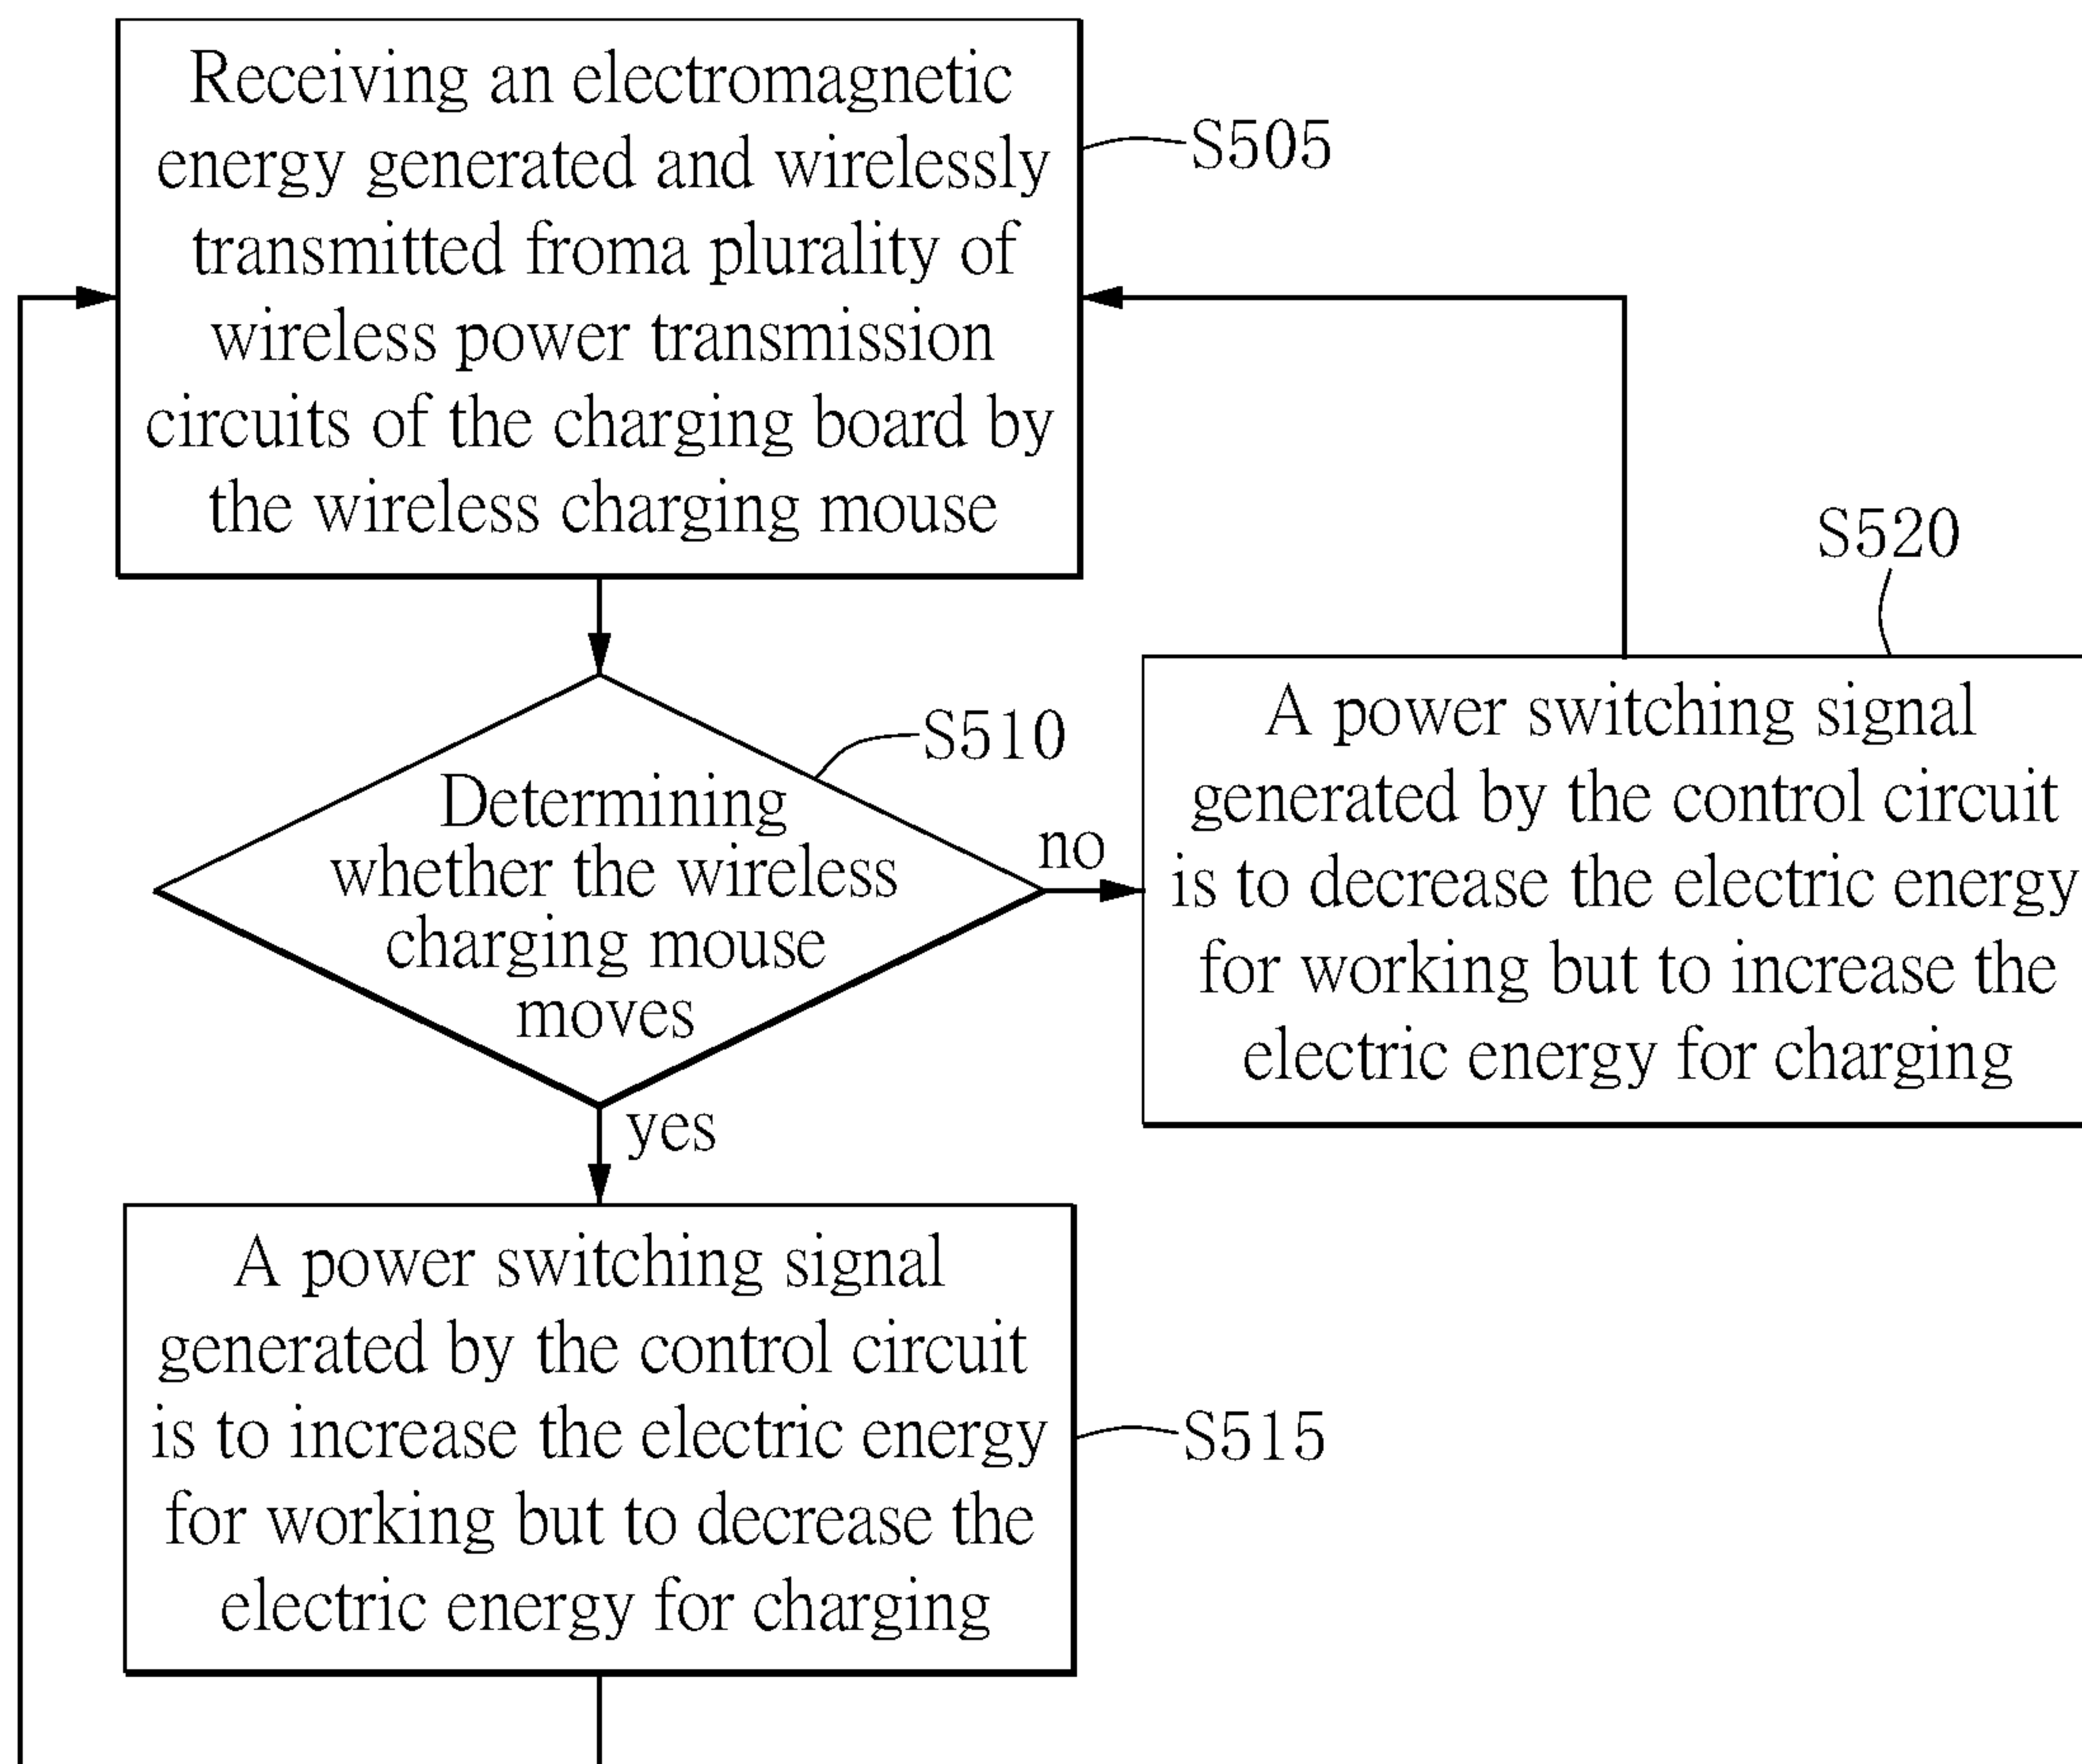 Receiving an electromagnetic
energy generated and wirelessly
transmitted froma plurality of
wireless power transmission
circuits of the charging board by
the wireless charging mouse
S505
S510
Determining
whether the wireless
charging mouse
moves
no
yes
S520
A power switching signal
generated by the control circuit
is to decrease the electric energy
for working but to increase the
electric energy for charging
A power switching signal
generated by the control circuit
is to increase the electric energy
for working but to decrease the
electric energy for charging
S515